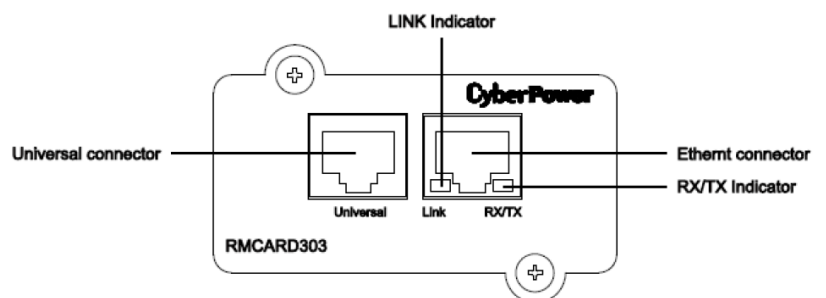 LINK Indicator
CyberPower
Universal connector
Ethernt connector
RX/TX Indicator
Universal
Link
RX/TX
RMCARD303